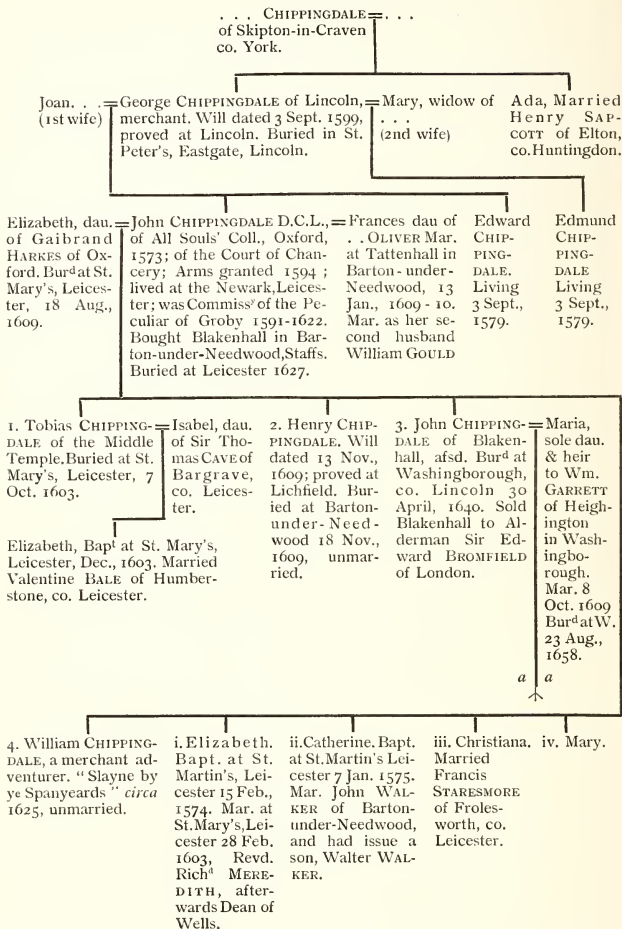 . . . CHIPPINGDALE=. . .
of Skipton-in-Craven
co. York.
Joan. . .
(1st wife)
=George CHIPPINGDALE of Lincoln,
merchant. Will dated 3 Sept. 1599,
proved at Lincoln. Buried in St.
Peter's, Eastgate, Lincoln.
=Mary, widow of
. . .
(2nd wife)
Ada, Married
Henry SAP-
COTT of Elton,
co.Huntingdon.
Elizabeth, dau.
of Gaibrand
HARKES of Ox-
ford. Burd at St.
Mary's, Leices-
ter, 18 Aug.,
1609.
=John CHIPPINGDALE D.C.L.,
of All Souls' Coll., Oxford,
1573; of the Court of Chan-
cery; Arms granted 1594 ;
lived at the Newark,Leices-
ter; was Commissy of the Pe-
culiar of Groby 1591-1622.
Bought Blakenhall in Bar-
ton-under-Needwood,Staffs.
Buried at Leicester 1627.
=Frances dau of
. . OLIVER Mar.
at Tattenhall in
Barton - under-
Needwood, 13
Jan., 1609 - 10.
Mar. as her se-
cond husband
William GOULD
Edward
CHIP-
PING-
DALE.
Living
3 Sept.,
1579.
Edmund
CHIP-
PING-
DALE
Living
3 Sept.,
1579.
1. Tobias CHIPPING-
DALE of the Middle
Temple.Buried at St.
Mary's, Leicester, 7
Oct. 1603.
=Isabel, dau.
of Sir Tho-
mas CAVE of
Bargrave,
co. Leices-
ter.
2. Henry CHIP-
PINGDALE. Will
dated 13 Nov.,
1609; proved at
Lichfield. Bur-
ied at Barton-
under- Need -
wood 18 Nov.,
1609, unmar-
ried.
3. John CHIPPING-
DALE of Blaken-
hall, afsd. Burd at
Washingborough,
co. Lincoln 30
April, 1640. Sold
Blakenhall to Al-
derman Sir Ed-
ward BROMFIELD
of London.
=Maria,
sole dau.
& heir
to Wm.
GARRETT
of Heigh-
ington
in Wash-
ingbo-
rough.
Mar. 8
Oct. 1609
Burd at W.
23 Aug.,
1658.
Elizabeth, Bapt at St. Mary's,
Leicester, Dec., 1603. Married
Valentine BALE of Humber-
stone, co. Leicester.
a a
4. William CHIPPING-
DALE, a merchant ad-
venturer. "Slayne by
ye Spanyeards " circa
1625, unmarried.
i.Elizabeth.
Bapt. at St.
Martin's, Lei-
cester 15 Feb.,
1574. Mar. at
St.Mary's,Lei-
cester 28 Feb.
1603, Revd.
Richd MERE-
DITH, after-
wards Dean of
Wells.
ii.Catherine. Bapt.
at St.Martin's Lei-
cester 7 Jan. 1575.
Mar. John WAL-
KER of Barton-
under-Needwood,
and had issue a
son, Walter WAL-
KER.
iii. Christiana.
Married
Francis
STARESMORE
of Froles-
worth, co.
Leicester.
iv. Mary.